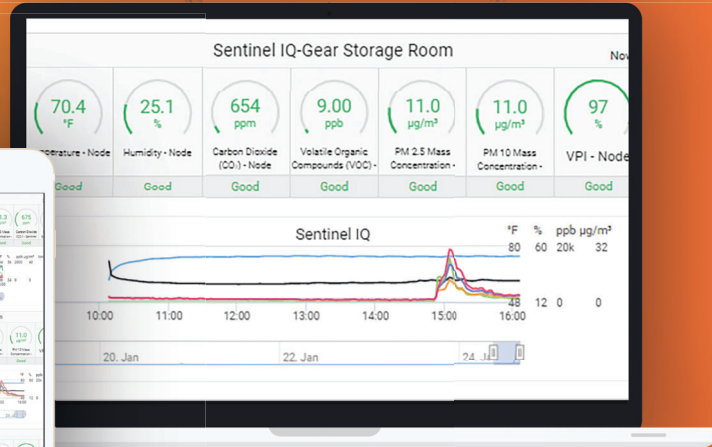 Sentinel IQ-Gear Storage Room
70.4
°F
25.1
%
654
ppm
9.00
ppb
11.0
µg/m³
11.0
µg/m³
97
%
Humidity - Node
Carbon Dioxide
(CO₂) - Node
Volatile Organic
Compounds (VOC) -
PM 2.5 Mass
Concentration -
PM 10 Mass
Concentration -
VPI - Node
Good
Good
Good
Good
Good
Good
Good
Sentinel IQ
°F % ppb µg/m³
80 60 20k 32
48 12 0 0
10:00 11:00 12:00 13:00 14:00 15:00 16:00
20. Jan 22. Jan 24.